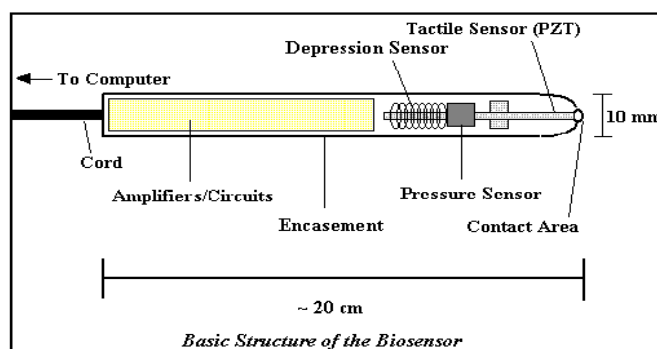 Tactile Sensor (PZT)
Depression Sensor
To Computer
10 mm
Cord
Amplifiers/Circuits
Pressure Sensor
Encasement
Contact Area
~ 20 cm
Basic Structure of the Biosensor